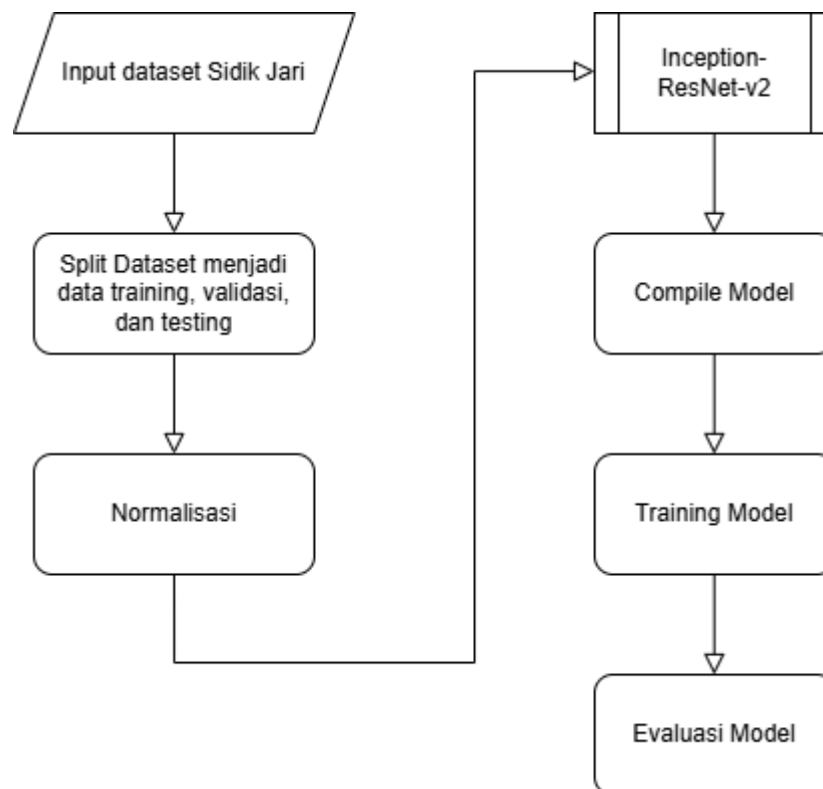 Input dataset Sidik Jari
Split Dataset menjadi
data training, validasi,
dan testing
Normalisasi
Inception-
ResNet-v2
Compile Model
Training Model
Evaluasi Model